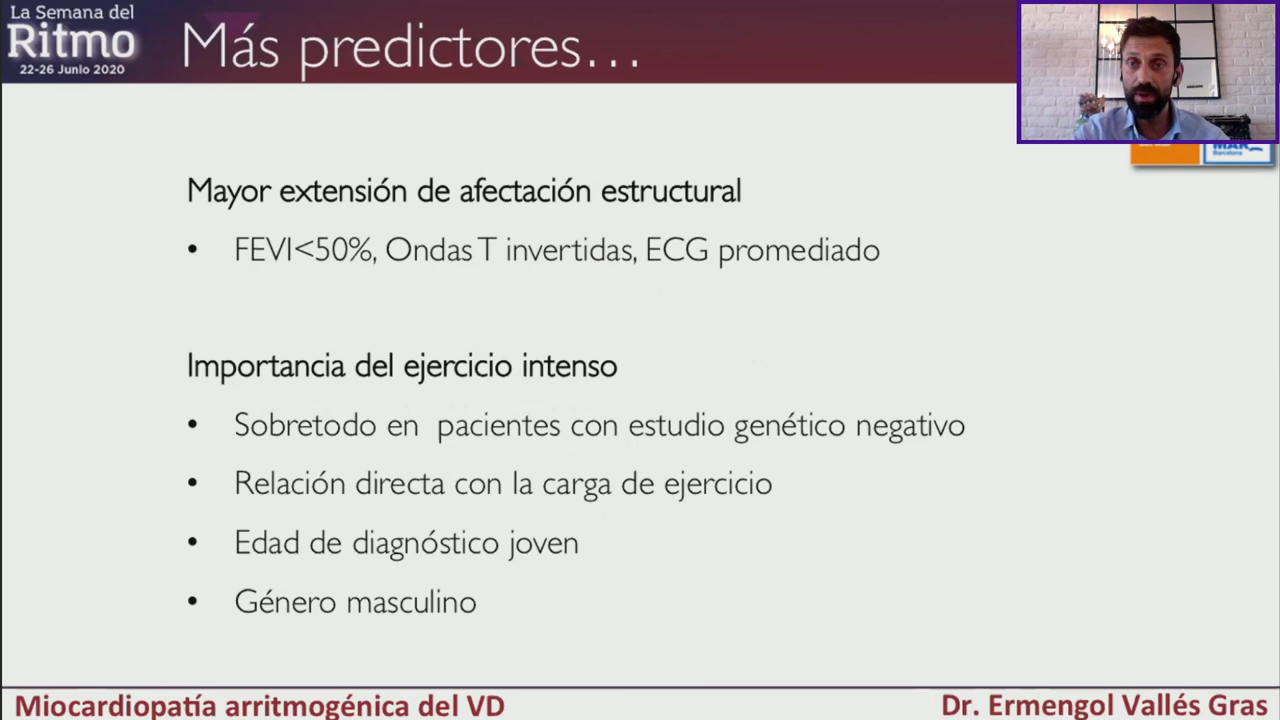 La Semana del
Ritmo
22-26 Junio 2020
Más predictores…
Mayor extensión de afectación estructural
• FEVI<50%, Ondas T invertidas, ECG promediado
Importancia del ejercicio intenso
• Sobretodo en pacientes con estudio genético negativo
• Relación directa con la carga de ejercicio
• Edad de diagnóstico joven
• Género masculino
Miocardiopatía arritmogénica del VD
Dr. Ermengol Vallés Gras